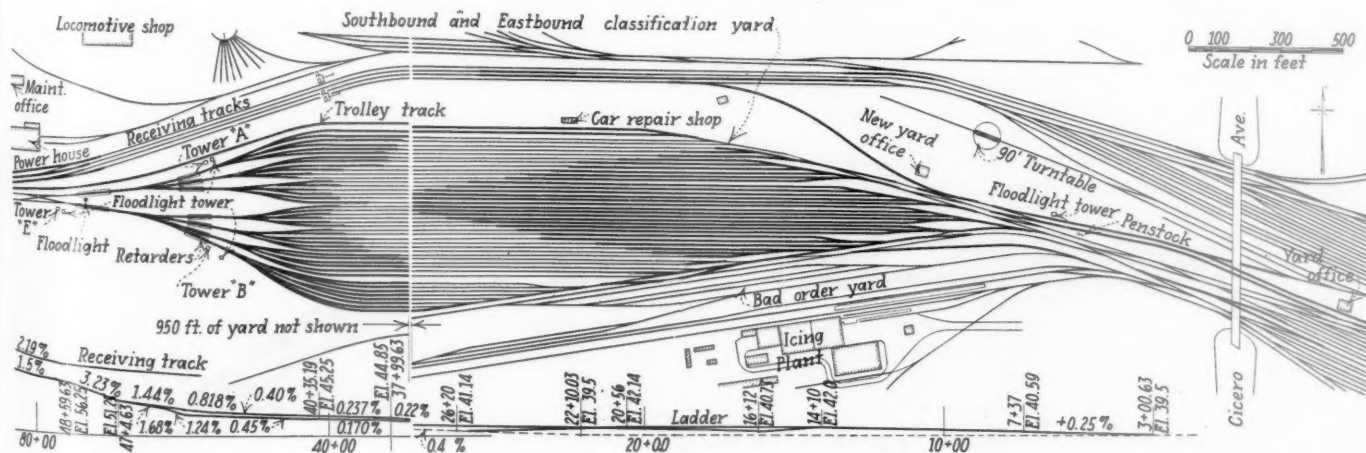 Southbound and Eastbound classification yard
Locomotive shop
0 100 300 500
Scale in feet
Maint.
office
Receiving tracks
Trolley track
Car repair shop
Tower "A"
New yard
office
90' Turntable
Ave.
Power house
Floodlight tower
Floodlight tower
Penstock
Tower
"E"
Floodlight
Retarders
Tower "B"
Yard
office
Bad order yard
950 ft. of yard not shown
Icing
Plant
Cicero
Receiving track
2.19%
1.5%
3.23%
1.44%
0.818%
0.40%
0.237%
0.22%
1.68%
1.24%
0.45%
0.170%
0.4 %
48+59.63
El. 56.25
47+4.63
40+35.19
El. 45.25
El. 44.85
37+99.63
26+20
El. 41.14
22+10.03
El. 39.5
20+56
El. 42.14
Ladder
16+12
El. 40.73
14+10
El. 42.0
7+37
El. 40.59
+0.25%
3+00.63
El. 39.5
80+00
40+00
20+00
10+00